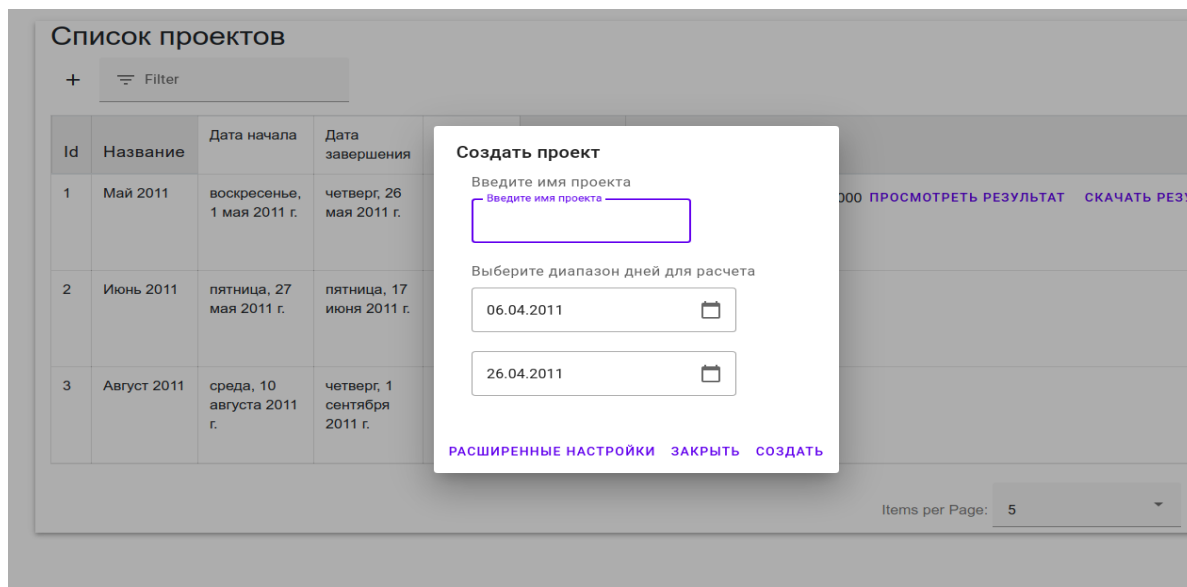 Список проектов
+
Filter
Id Название Дата начала Дата завершения
1 Май 2011 воскресенье, 1 мая 2011 г. четверг, 26 мая 2011 г. 000 ПРОСМОТРЕТЬ РЕЗУЛЬТАТ СКАЧАТЬ
2 Июнь 2011 пятница, 27 мая 2011 г. пятница, 17 июня 2011 г.
3 Август 2011 среда, 10 августа 2011 г. четверг, 1 сентября 2011 г.
Создать проект
Введите имя проекта
Введите имя проекта
Выберите диапазон дней для расчета
06.04.2011
26.04.2011
РАСШИРЕННЫЕ НАСТРОЙКИ ЗАКРЫТЬ СОЗДАТЬ
Items per Page: 5